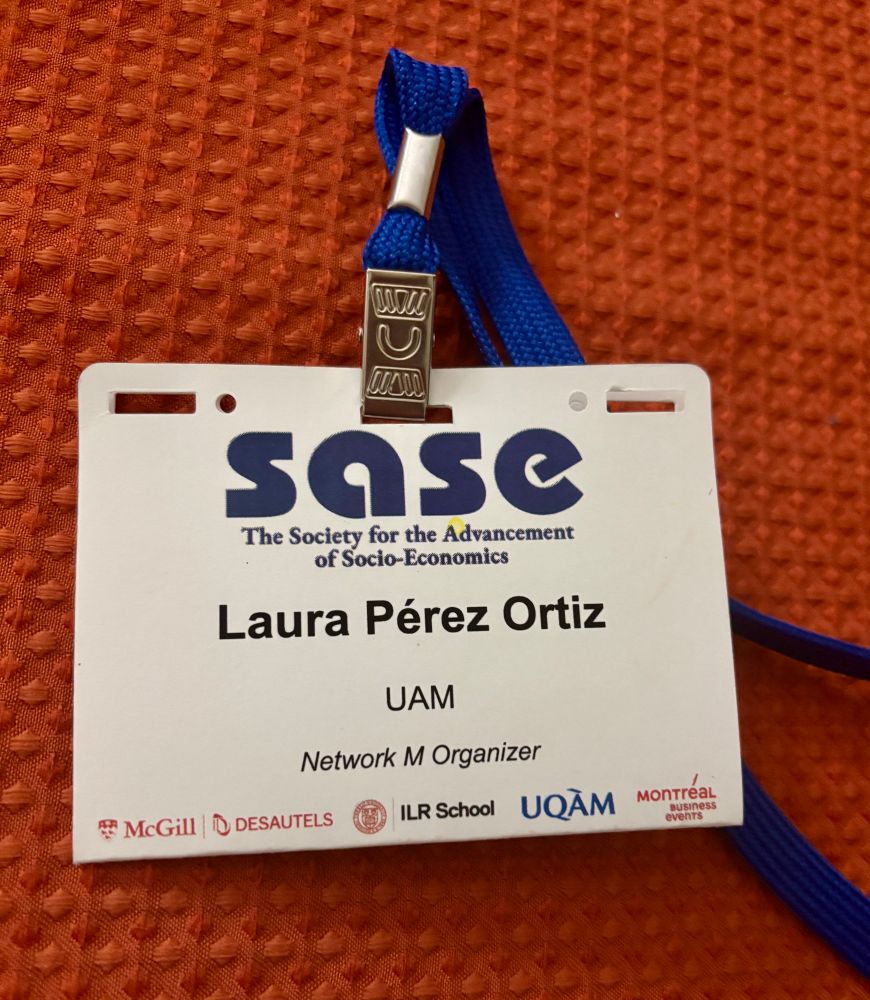 sase
The Society for the Advancement
of Socio-Economics
Laura Pérez Ortiz
UAM
Network M Organizer
McGill DESAUTELS ILR School UQÀM MONTRÉAL
BUSINESS
EVENTS